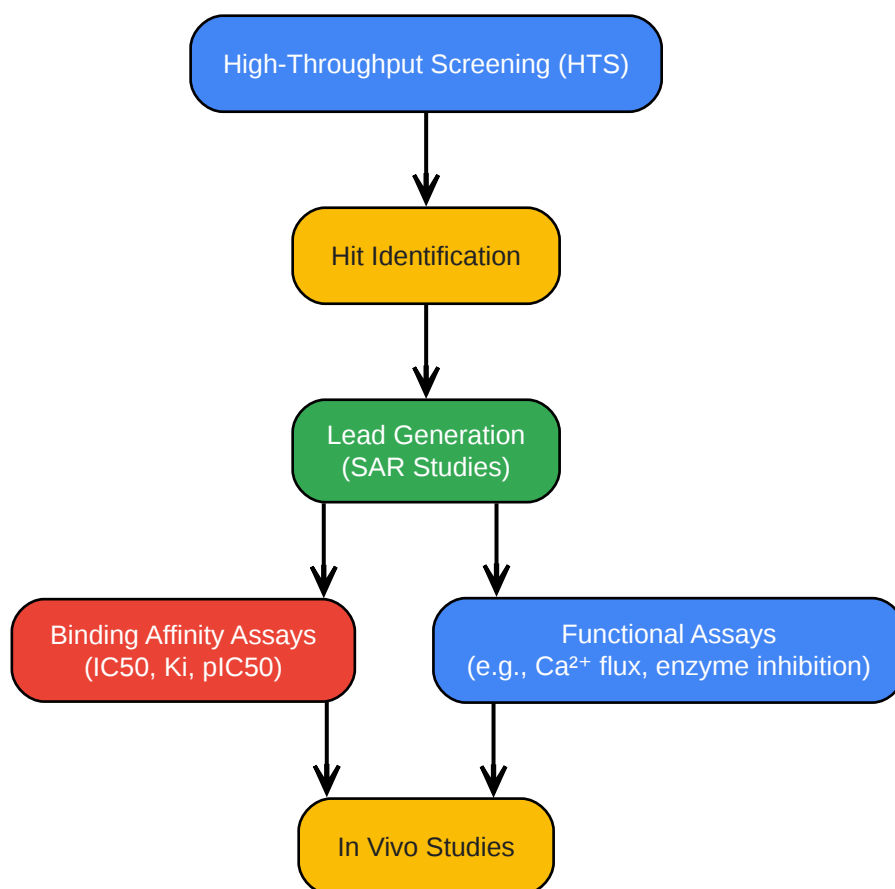 High-Throughput Screening (HTS)
Hit Identification
Lead Generation
(SAR Studies)
Binding Affinity Assays
(IC50, Ki, pIC50)
Functional Assays
(e.g., Ca²⁺ flux, enzyme inhibition)
In Vivo Studies